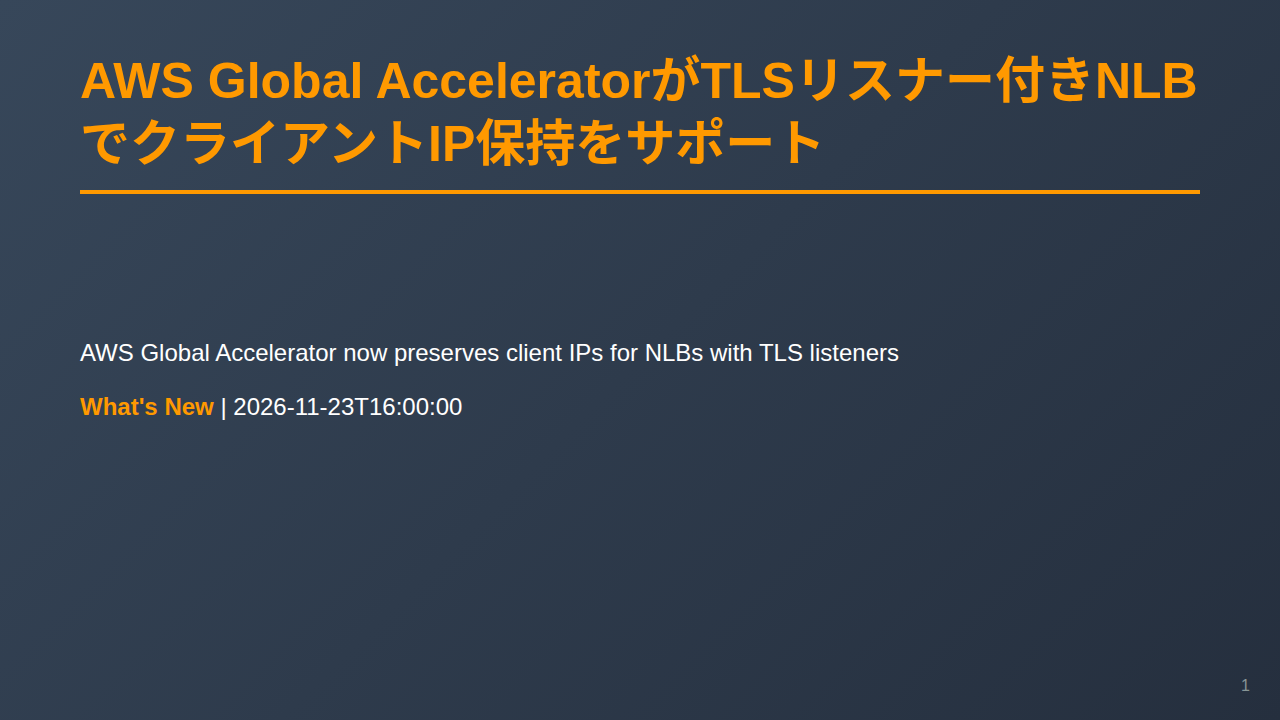 AWS Global AcceleratorがTLSリスナー付きNLB
でクライアントIP保持をサポート
AWS Global Accelerator now preserves client IPs for NLBs with TLS listeners
What's New | 2026-11-23T16:00:00
1